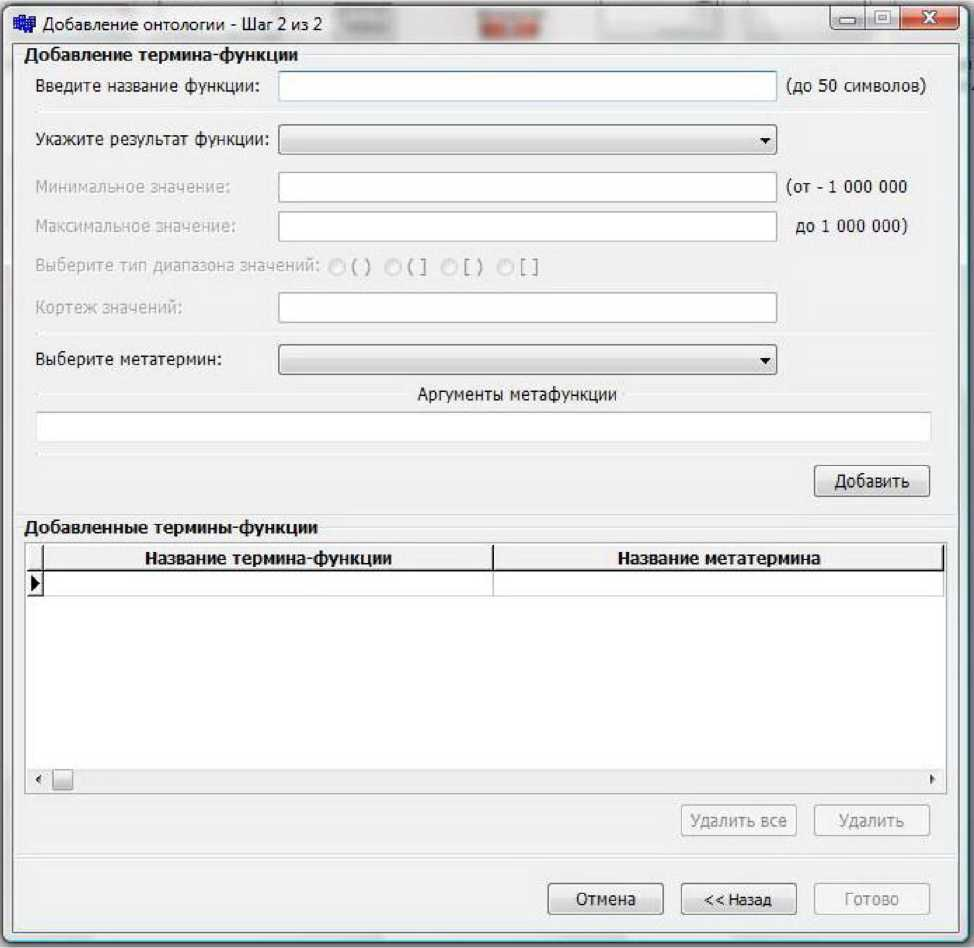 Добавление онтологии - Шаг 2 из 2
Добавление термина-функции
Введите название функции: (до 50 символов)
Укажите результат функции:
Минимальное значение: (от - 1 000 000
Максимальное значение: до 1 000 000)
Выберите тип диапазона значений: ( ) ( ] [ ) [ ]
Кортеж значений:
Выберите метатермин:
Аргументы метафункции
Добавить
Добавленные термины-функции
Название термина-функции Название метатермина
Удалить все Удалить
Отмена << Назад Готово